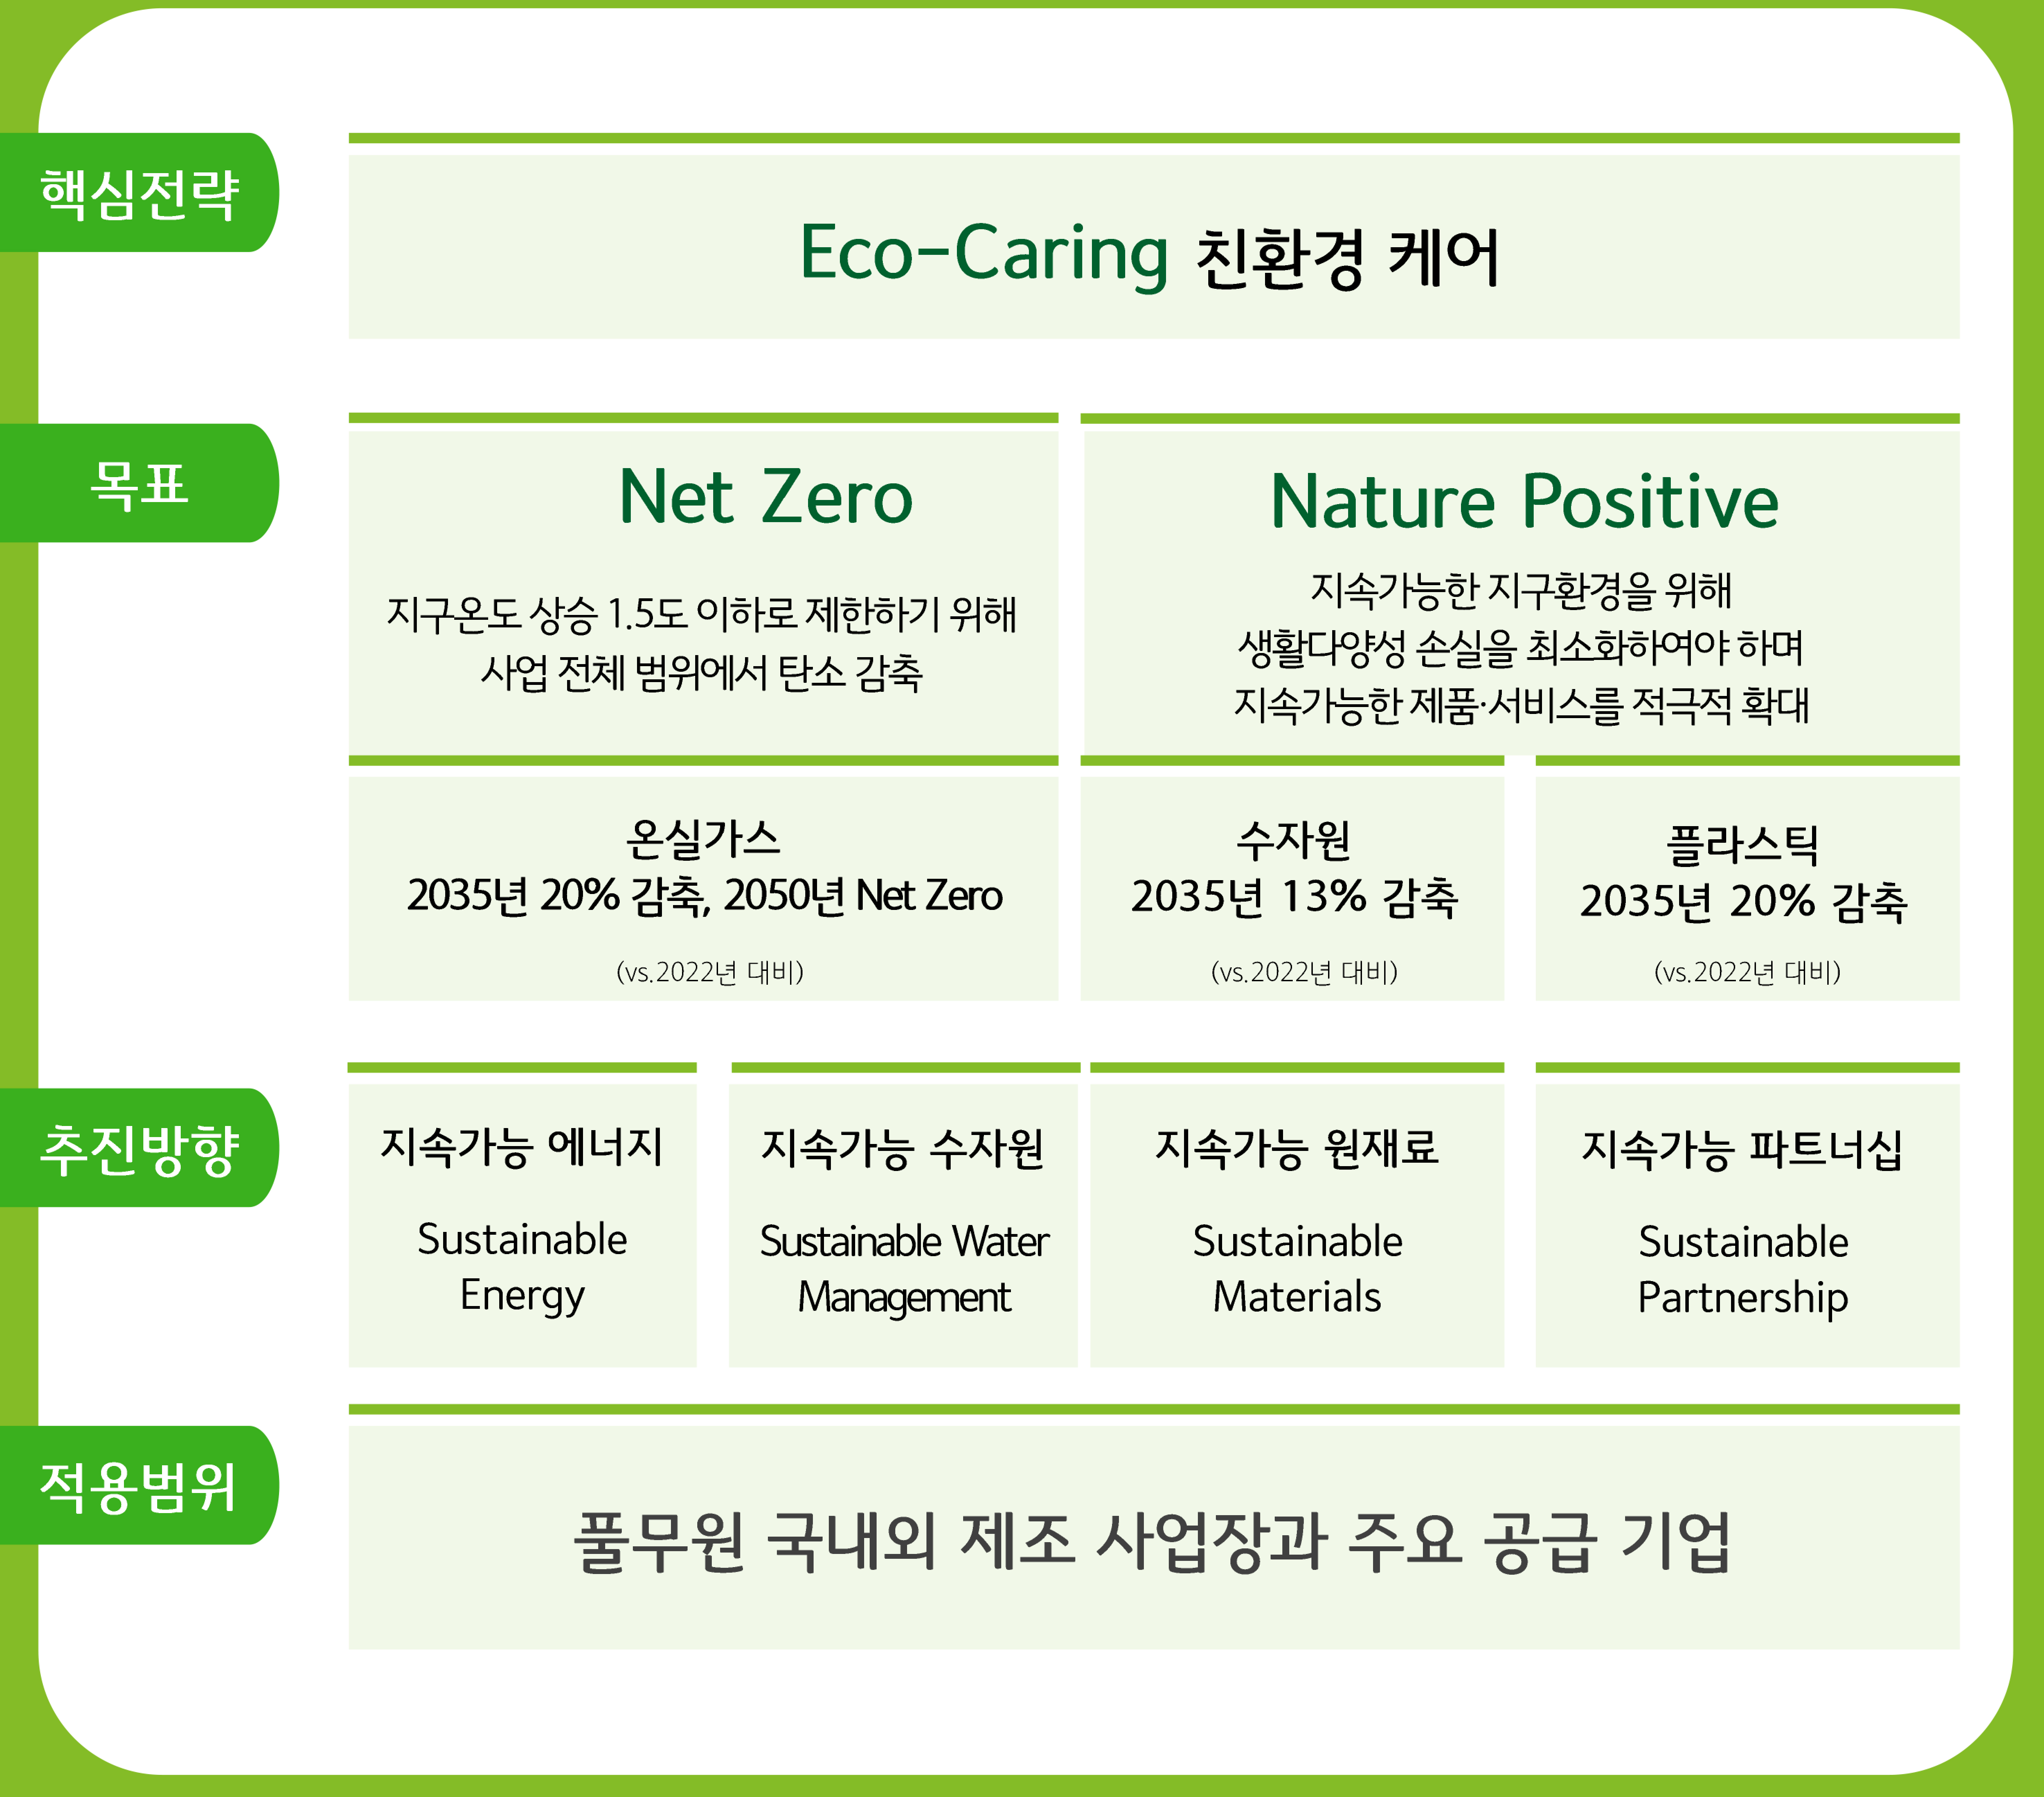 핵심전략
Eco-Caring 친환경 케어
목표
Net Zero
지구온도 상승 1.5도 이하로 제한하기 위해
사업 전체 범위에서 탄소 감축
Nature Positive
지속가능한 지구환경을 위해
생활다양성 손실을 최소화하여야 하며
지속가능한 제품·서비스를 적극적 확대
온실가스
2035년 20% 감축, 2050년 Net Zero
(vs.2022년 대비)
수자원
2035년 13% 감축
(vs.2022년 대비)
플라스틱
2035년 20% 감축
(vs.2022년 대비)
추진방향
지속가능 에너지
Sustainable
Energy
지속가능 수자원
Sustainable Water
Management
지속가능 원재료
Sustainable
Materials
지속가능 파트너십
Sustainable
Partnership
적용범위
풀무원 국내외 제조 사업장과 주요 공급 기업